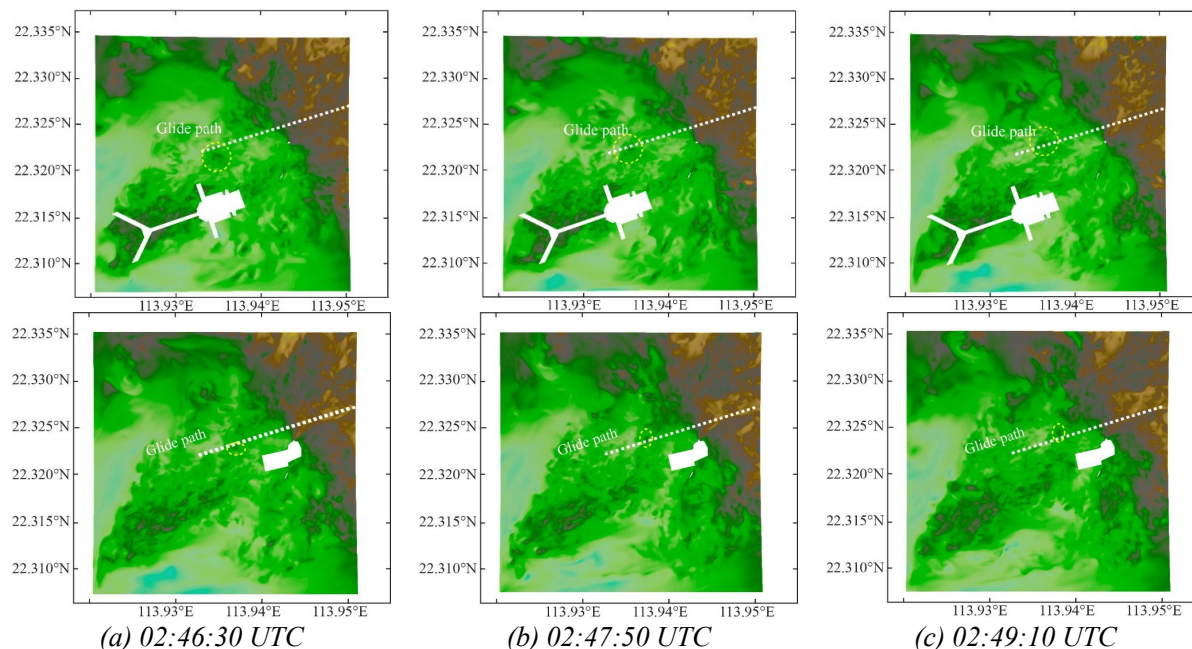 22.335°N
22.330°N
22.325°N
22.320°N
22.315°N
22.310°N
Glide path
113.93°E 113.94°E 113.95°E
22.335°N
22.330°N
22.325°N
22.320°N
22.315°N
22.310°N
Glide path
113.93°E 113.94°E 113.95°E
22.335°N
22.330°N
22.325°N
22.320°N
22.315°N
22.310°N
Glide path
113.93°E 113.94°E 113.95°E
22.335°N
22.330°N
22.325°N
22.320°N
22.315°N
22.310°N
Glide path
113.93°E 113.94°E 113.95°E
22.335°N
22.330°N
22.325°N
22.320°N
22.315°N
22.310°N
Glide path
113.93°E 113.94°E 113.95°E
22.335°N
22.330°N
22.325°N
22.320°N
22.315°N
22.310°N
Glide path
113.93°E 113.94°E 113.95°E
(a) 02:46:30 UTC
(b) 02:47:50 UTC
(c) 02:49:10 UTC